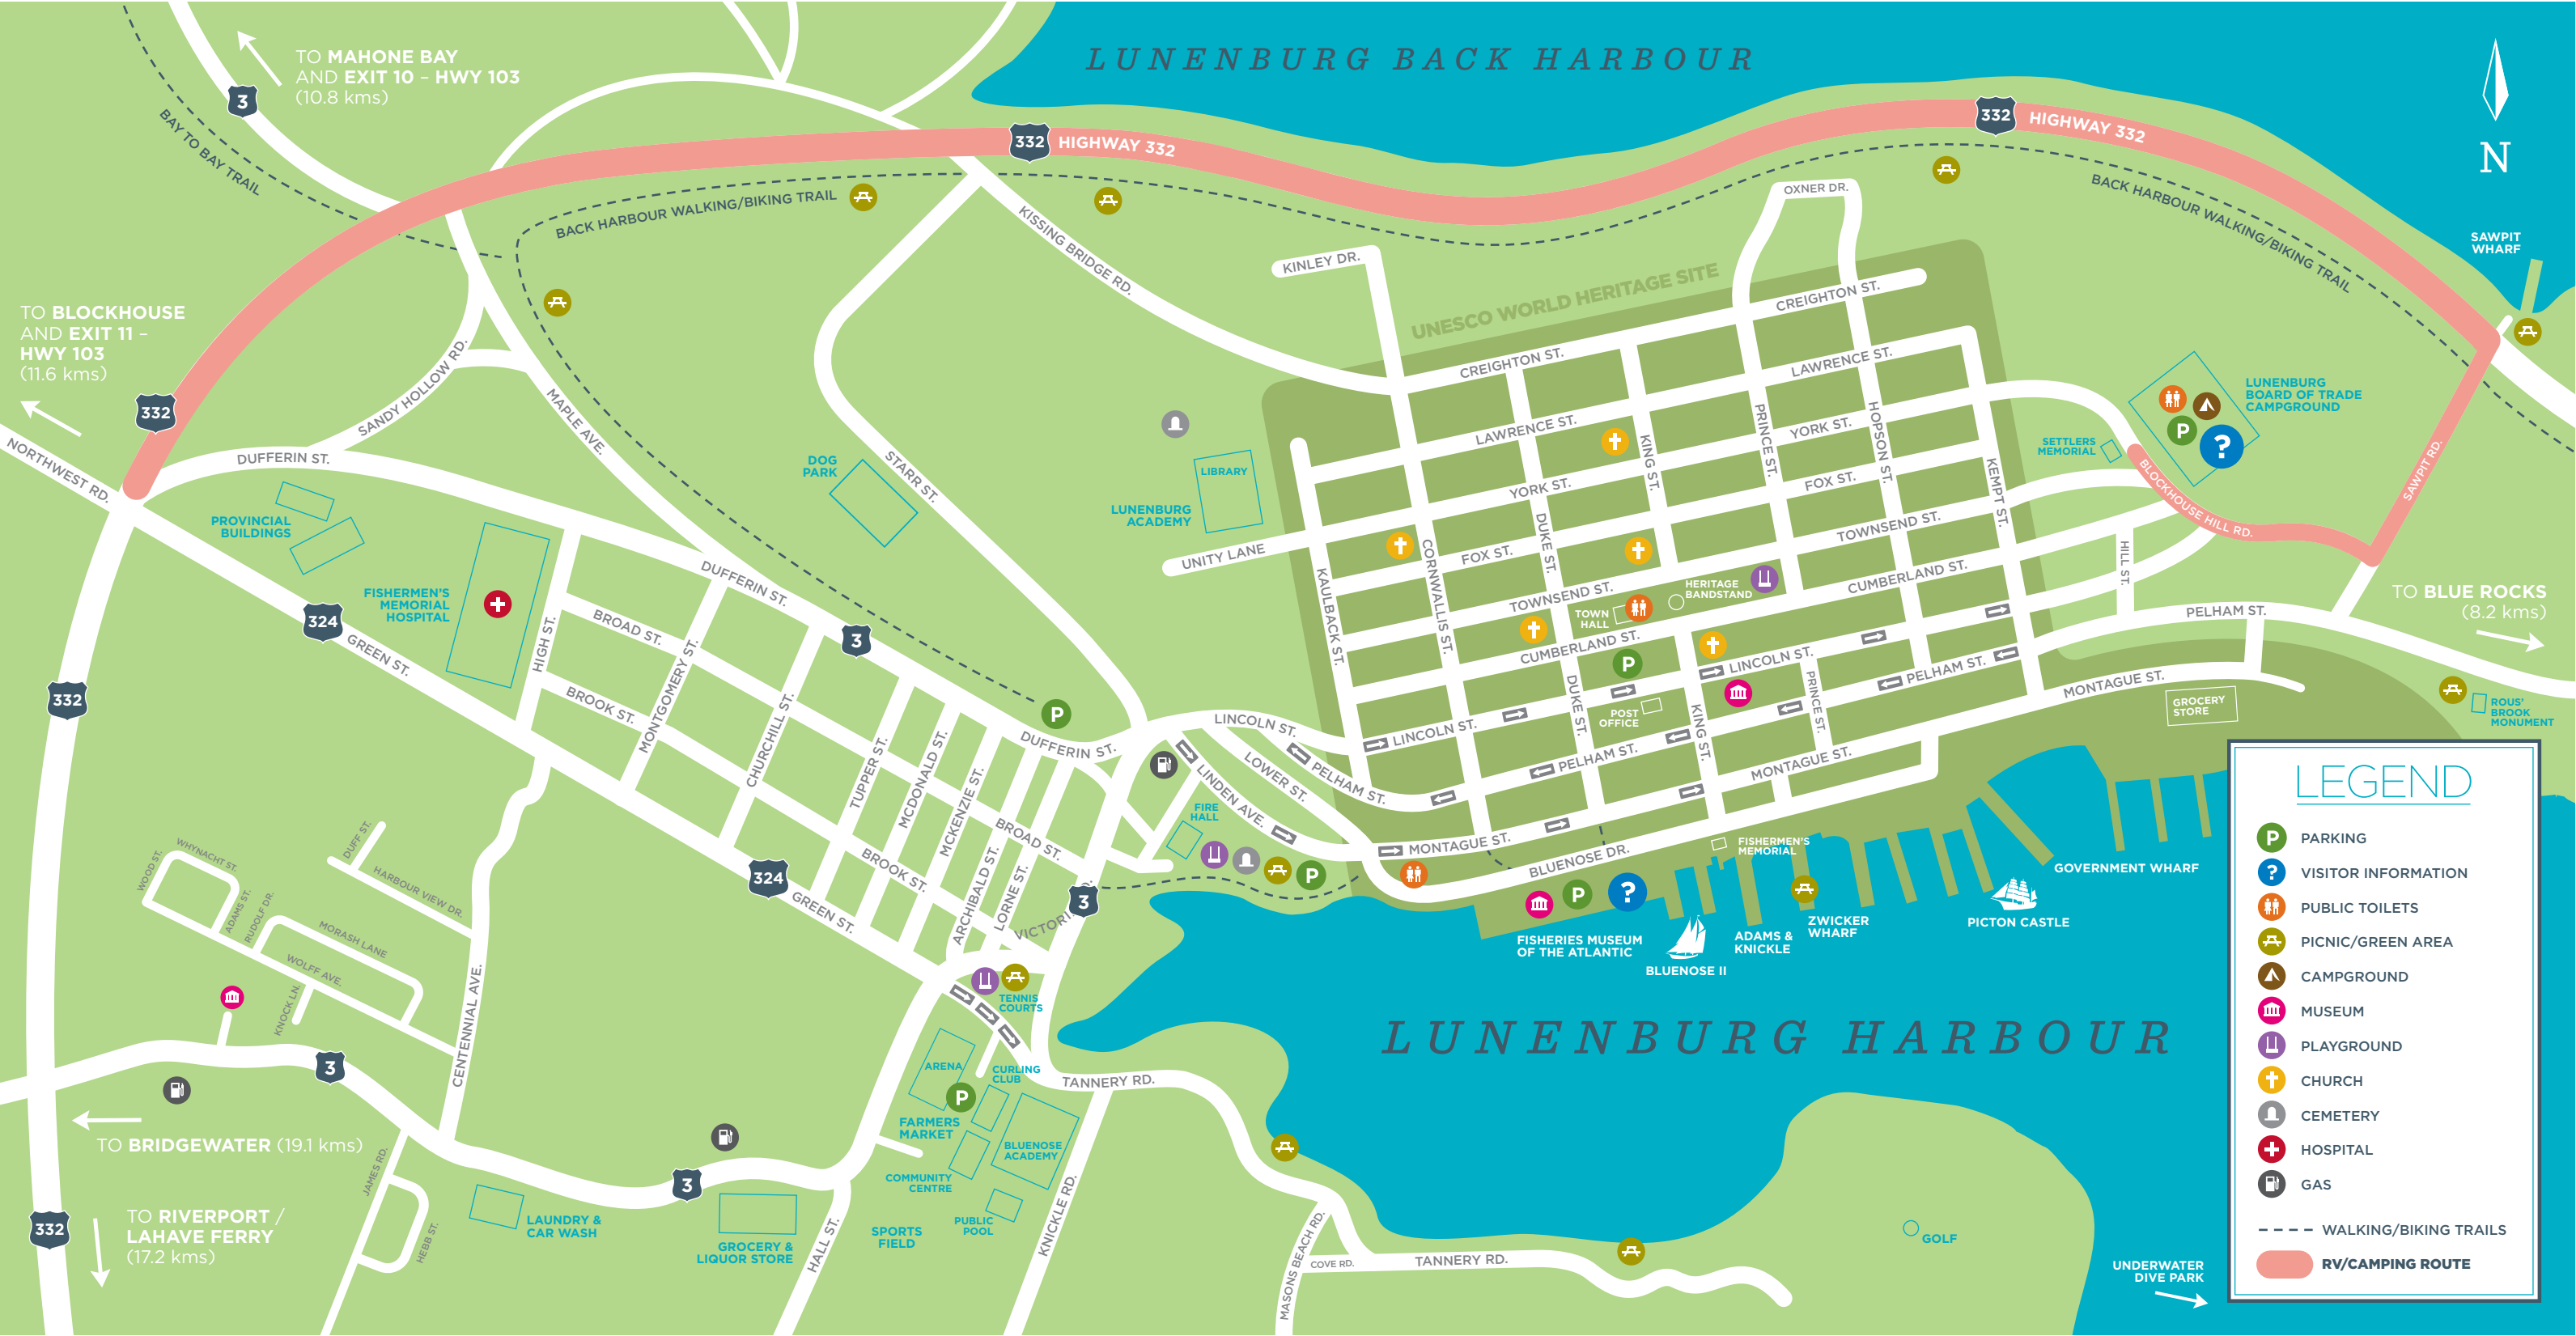 LUNENBURG BACK HARBOUR
TO MAHONE BAY
AND EXIT 10 – HWY 103
(10.8 kms)
3
BAY TO BAY TRAIL
332
HIGHWAY 332
332
HIGHWAY 332
N
BACK HARBOUR WALKING/BIKING TRAIL
BACK HARBOUR WALKING/BIKING TRAIL
KISSING BRIDGE RD.
OXNER DR.
SAWPIT
WHARF
KINLEY DR.
UNESCO WORLD HERITAGE SITE
CREIGHTON ST.
CREIGHTON ST.
TO BLOCKHOUSE
AND EXIT 11 –
HWY 103
(11.6 kms)
332
NORTHWEST RD.
DUFFERIN ST.
SANDY HOLLOW RD.
MAPLE AVE.
DOG
PARK
STARR ST.
LIBRARY
LUNENBURG
ACADEMY
UNITY LANE
LAWRENCE ST.
LAWRENCE ST.
YORK ST.
YORK ST.
FOX ST.
FOX ST.
TOWNSEND ST.
TOWNSEND ST.
CUMBERLAND ST.
CUMBERLAND ST.
KAULBACK ST.
CORNWALLIS ST.
DUKE ST.
DUKE ST.
KING ST.
KING ST.
PRINCE ST.
PRINCE ST.
HOPSON ST.
KEMPT ST.
HERITAGE
BANDSTAND
TOWN
HALL
POST
OFFICE
SETTLERS
MEMORIAL
P
?
LUNENBURG
BOARD OF TRADE
CAMPGROUND
BLOCKHOUSE HILL RD.
SAWPIT RD.
HILL ST.
TO BLUE ROCKS
(8.2 kms)
PELHAM ST.
MONTAGUE ST.
GROCERY
STORE
ROUS'
BROOK
MONUMENT
PROVINCIAL
BUILDINGS
FISHERMEN'S
MEMORIAL
HOSPITAL
324
GREEN ST.
HIGH ST.
BROAD ST.
BROOK ST.
MONTGOMERY ST.
CHURCHILL ST.
DUFFERIN ST.
3
TUPPER ST.
MCDONALD ST.
MCKENZIE ST.
ARCHIBALD ST.
LORNE ST.
BROAD ST.
BROOK ST.
VICTORI
324
GREEN ST.
3
332
P
P
DUFFERIN ST.
LINCOLN ST.
LINCOLN ST.
LINCOLN ST.
PELHAM ST.
PELHAM ST.
PELHAM ST.
LOWER ST.
LINDEN AVE.
FIRE
HALL
P
MONTAGUE ST.
MONTAGUE ST.
BLUENOSE DR.
FISHERMEN'S
MEMORIAL
P
?
FISHERIES MUSEUM
OF THE ATLANTIC
BLUENOSE II
ADAMS &
KNICKLE
ZWICKER
WHARF
PICTON CASTLE
GOVERNMENT WHARF
LUNENBURG HARBOUR
WOOD ST.
WHYNACHT ST.
ADAMS ST.
RUDOLF DR.
DUFF ST.
HARBOUR VIEW DR.
MORASH LANE
WOLFF AVE.
KNOCK LN.
CENTENNIAL AVE.
3
TO BRIDGEWATER (19.1 kms)
332
TO RIVERPORT /
LAHAVE FERRY
(17.2 kms)
JAMES RD.
HEBB ST.
LAUNDRY &
CAR WASH
3
GROCERY &
LIQUOR STORE
HALL ST.
TENNIS
COURTS
ARENA
P
CURLING
CLUB
FARMERS
MARKET
BLUENOSE
ACADEMY
COMMUNITY
CENTRE
PUBLIC
POOL
SPORTS
FIELD
KNICKLE RD.
TANNERY RD.
MASONS BEACH RD.
COVE RD.
TANNERY RD.
GOLF
UNDERWATER
DIVE PARK
LEGEND
P PARKING
? VISITOR INFORMATION
PUBLIC TOILETS
PICNIC/GREEN AREA
CAMPGROUND
MUSEUM
PLAYGROUND
CHURCH
CEMETERY
HOSPITAL
GAS
WALKING/BIKING TRAILS
RV/CAMPING ROUTE